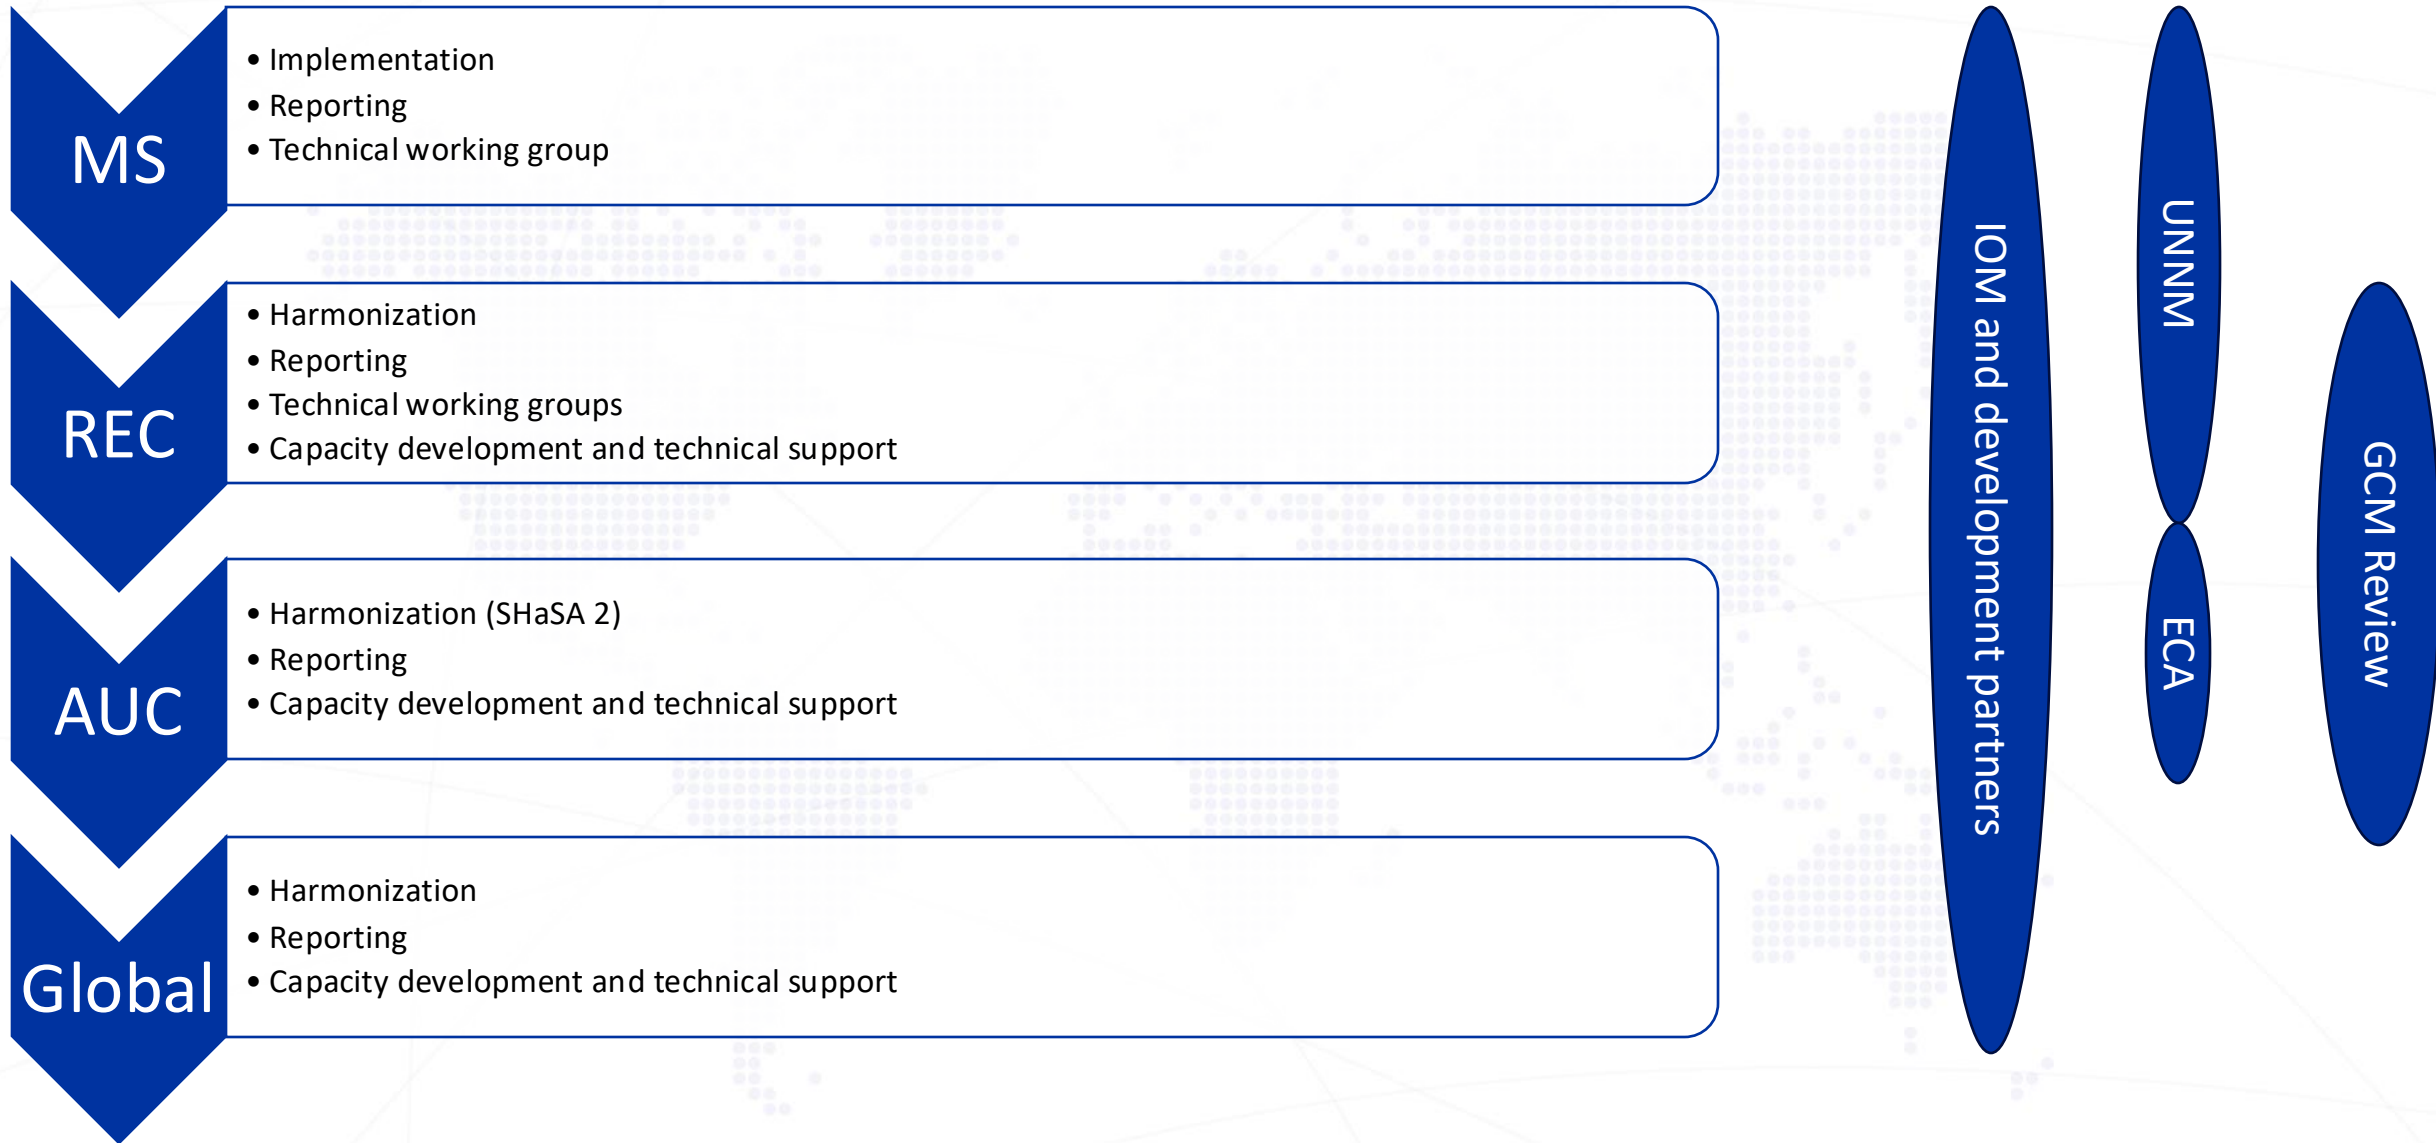 MS
• Implementation
• Reporting
• Technical working group
REC
• Harmonization
• Reporting
• Technical working groups
• Capacity development and technical support
AUC
• Harmonization (SHaSA 2)
• Reporting
• Capacity development and technical support
Global
• Harmonization
• Reporting
• Capacity development and technical support
IOM and development partners
UNNM
ECA
GCM Review